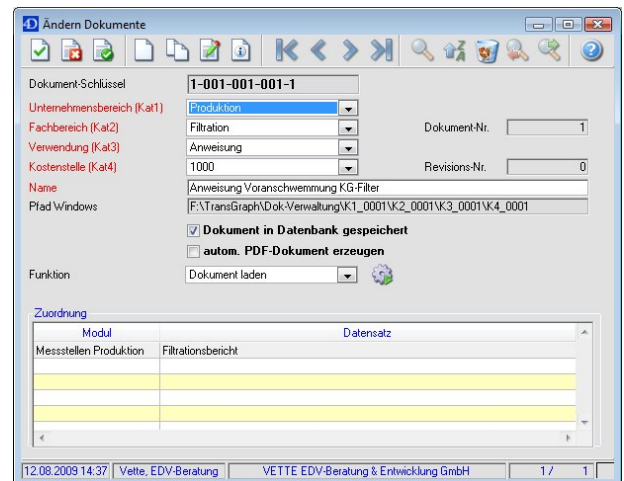 Ändern Dokumente
Dokument-Schlüssel 1-001-001-001-1
Unternehmensbereich (Kat1) Produktion
Fachbereich (Kat2) Filtration Dokument-Nr. 1
Verwendung (Kat3) Anweisung
Kostenstelle (Kat4) 1000 Revisions-Nr. 0
Name Anweisung Voranschwemmung KG-Filter
Pfad Windows F:\TransGraph\Dok-Verwaltung\K1_0001\K2_0001\K3_0001\K4_0001
Dokument in Datenbank gespeichert
autom. PDF-Dokument erzeugen
Funktion Dokument laden
Zuordnung
Modul Datensatz
Messstellen Produktion Filtrationsbericht
12.08.2009 14:37 Vette, EDV-Beratung VETTE EDV-Beratung & Entwicklung GmbH 1 / 1